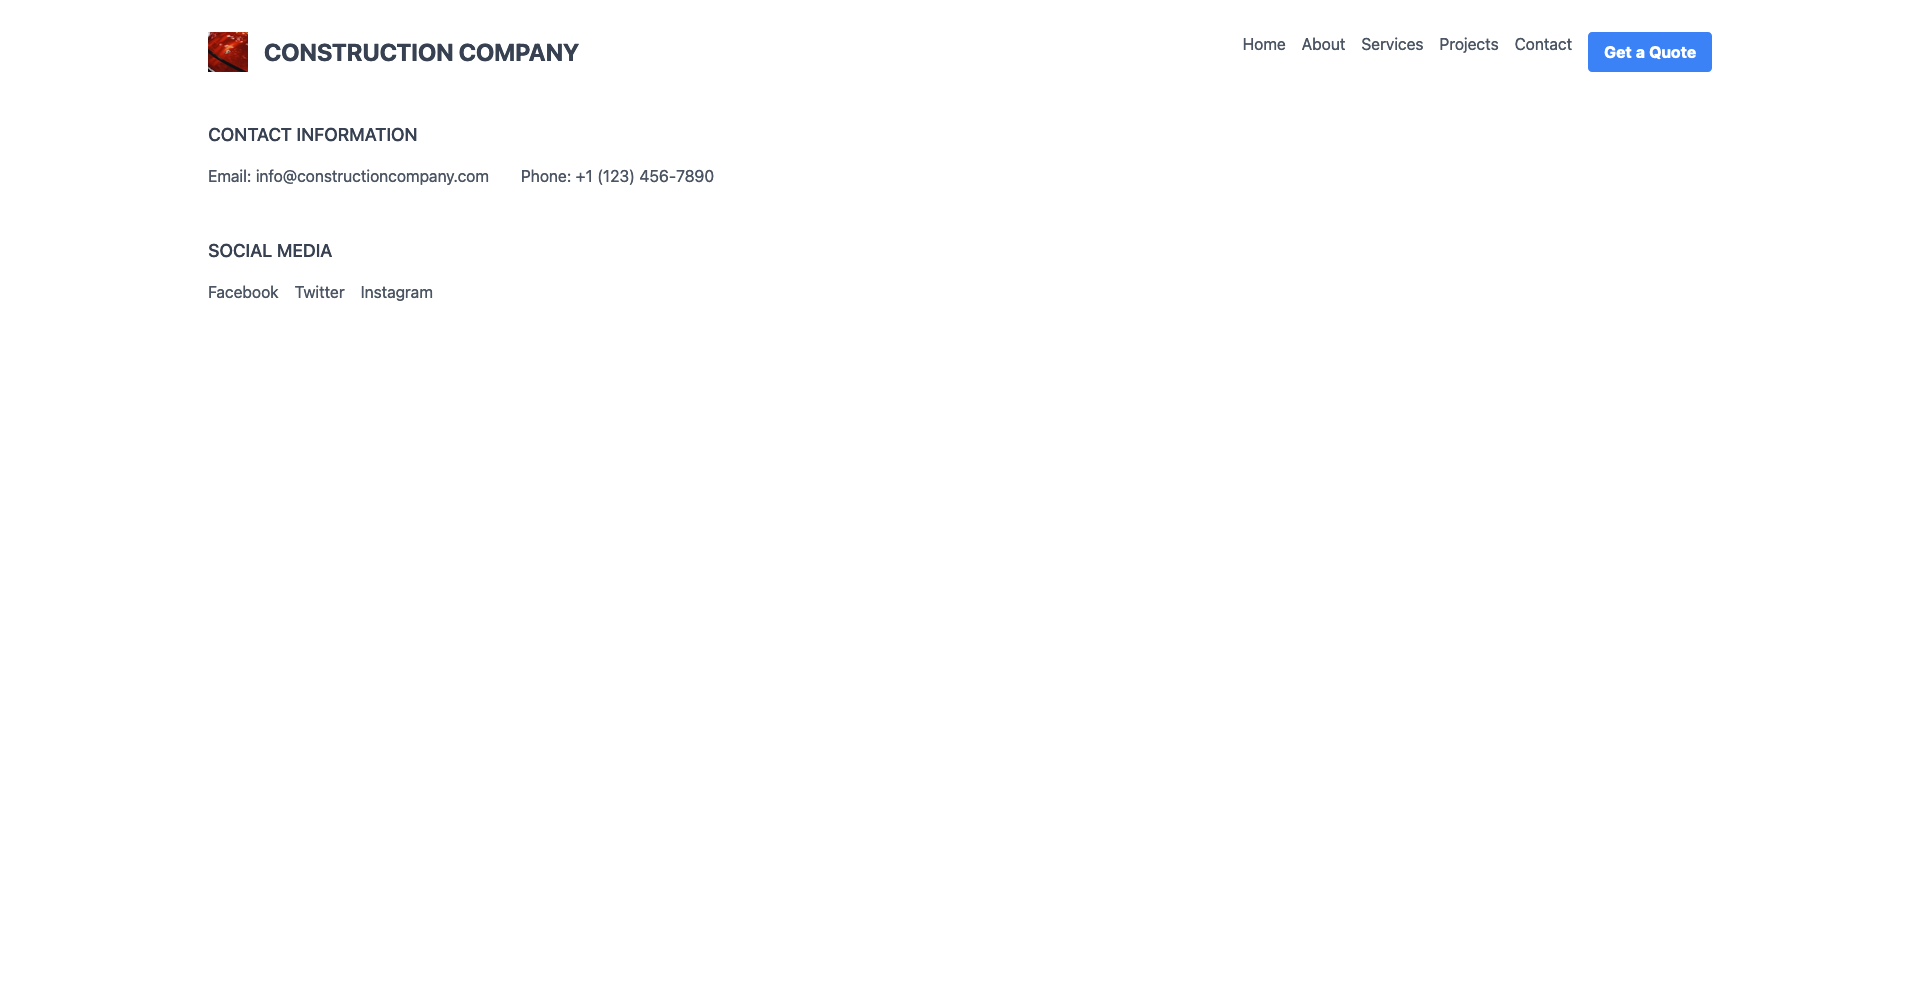 CONSTRUCTION COMPANY
Home About Services Projects Contact Get a Quote
CONTACT INFORMATION
Email: info@constructioncompany.com Phone: +1 (123) 456-7890
SOCIAL MEDIA
Facebook Twitter Instagram